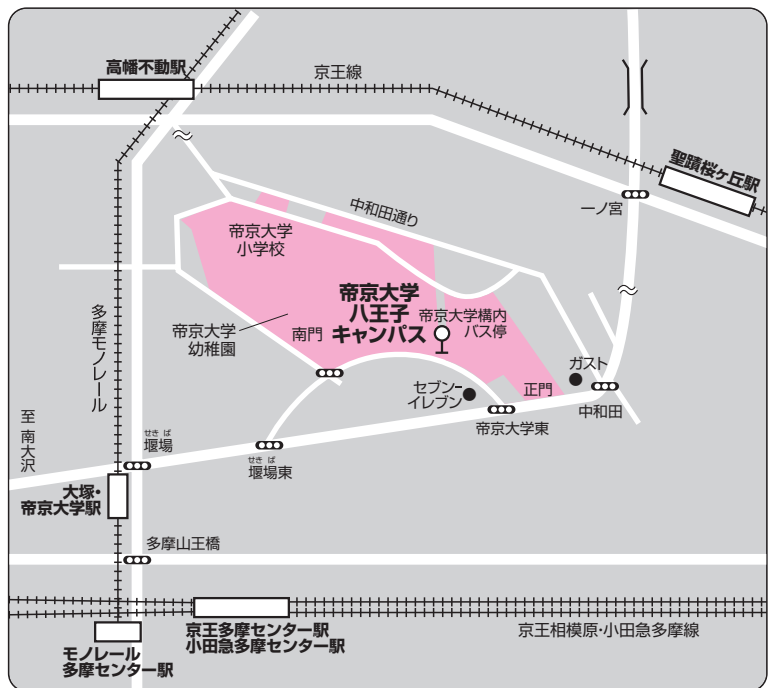 高幡不動駅
京王線
聖蹟桜ヶ丘駅
一ノ宮
中和田通り
帝京大学
小学校
帝京大学
八王子
キャンパス
帝京大学構内
バス停
帝京大学
幼稚園
南門
多摩モノレール
ガスト
セブン-
イレブン
正門
中和田
帝京大学東
至 南大沢
せきば
堰場
せきば
堰場東
大塚・
帝京大学駅
多摩山王橋
京王多摩センター駅
小田急多摩センター駅
京王相模原・小田急多摩線
モノレール
多摩センター駅